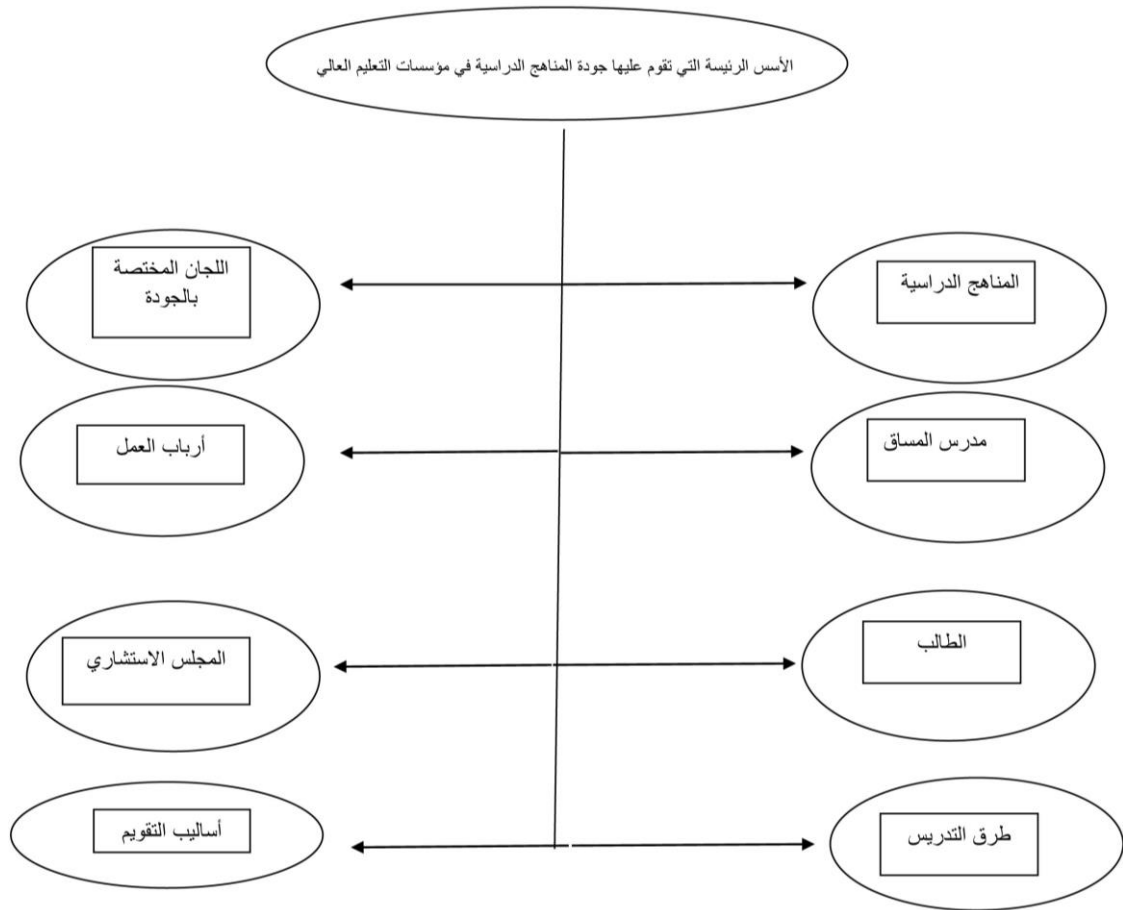 الأسس الرئيسة التي تقوم عليها جودة المناهج الدراسية في مؤسسات التعليم العالي
المناهج الدراسية
اللجان المختصة
بالجودة
مدرس المساق
أرباب العمل
الطالب
المجلس الاستشاري
طرق التدريس
أساليب التقويم